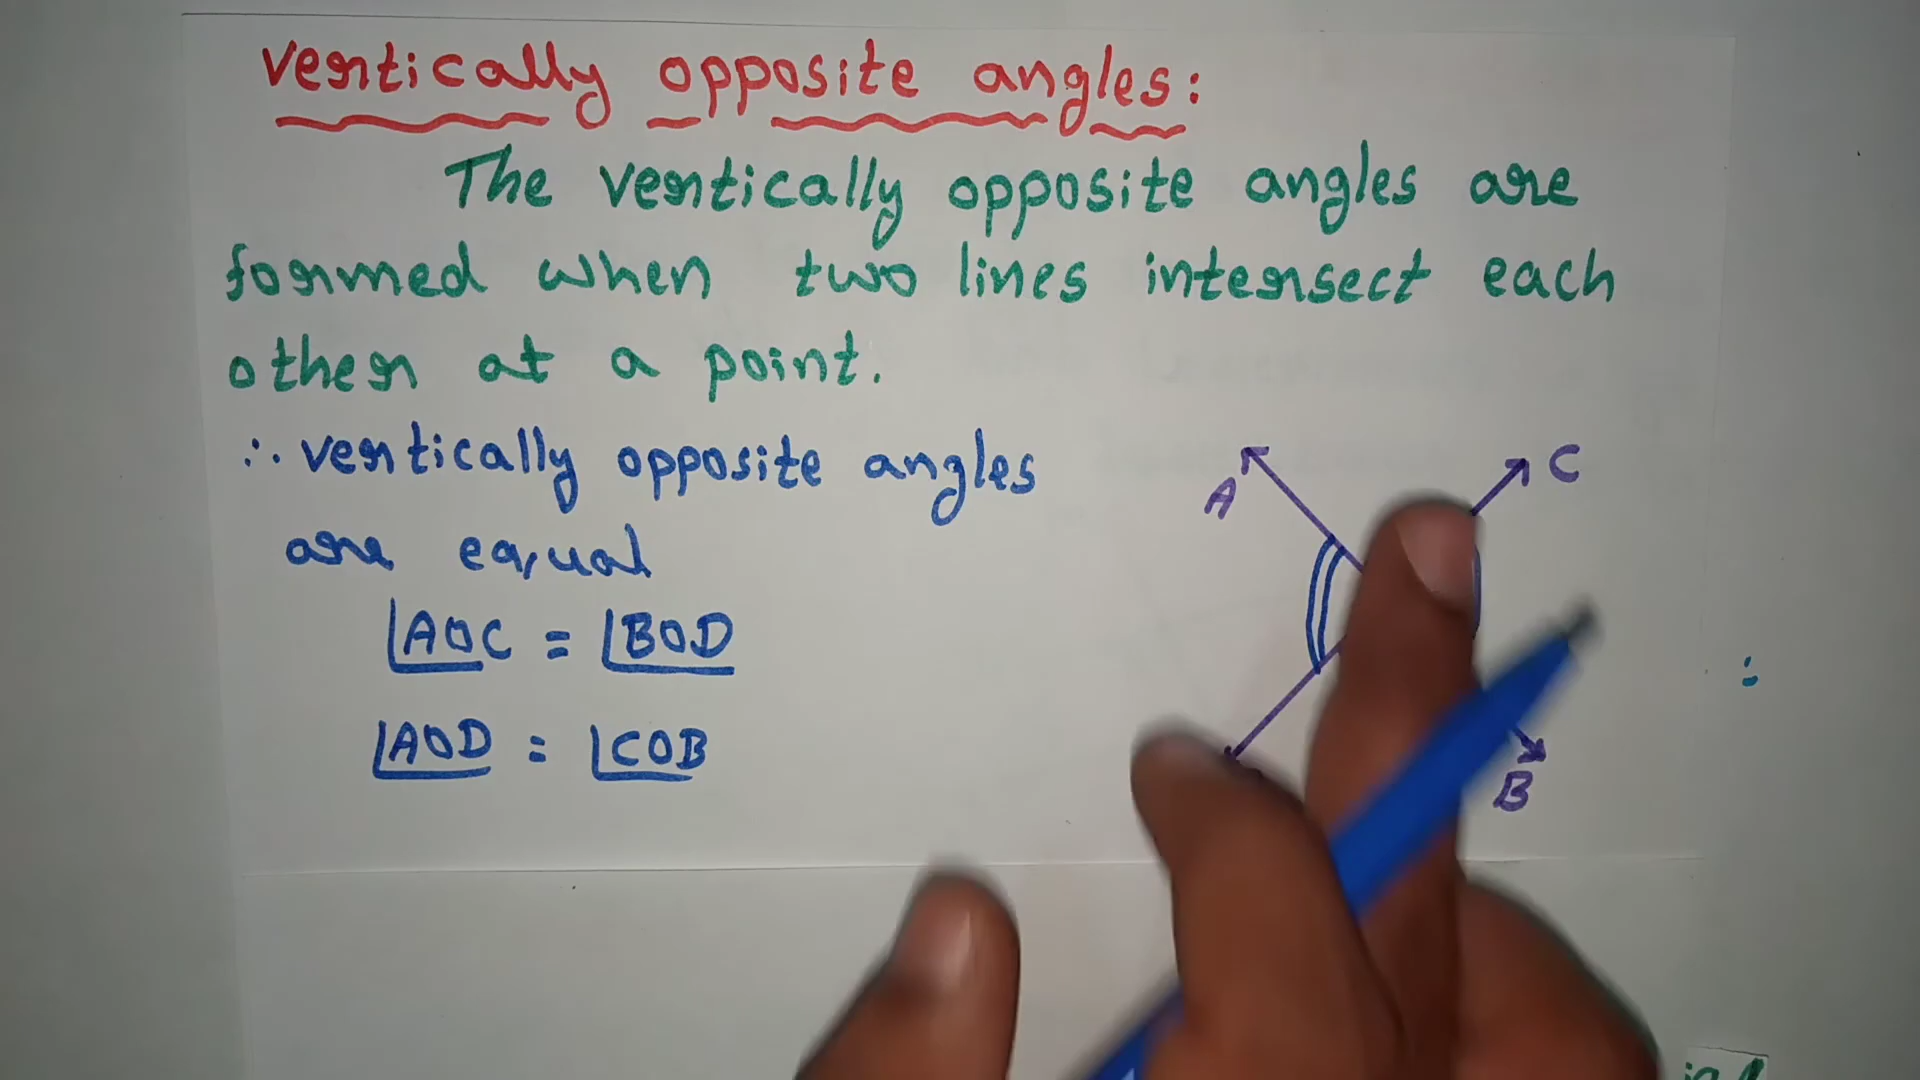 Vertically opposite angles:
The vertically opposite angles are
formed when two lines intersect each
other at a point.
∴ vertically opposite angles
are equal
∠AOC = ∠BOD
∠AOD = ∠COB
A
C
B